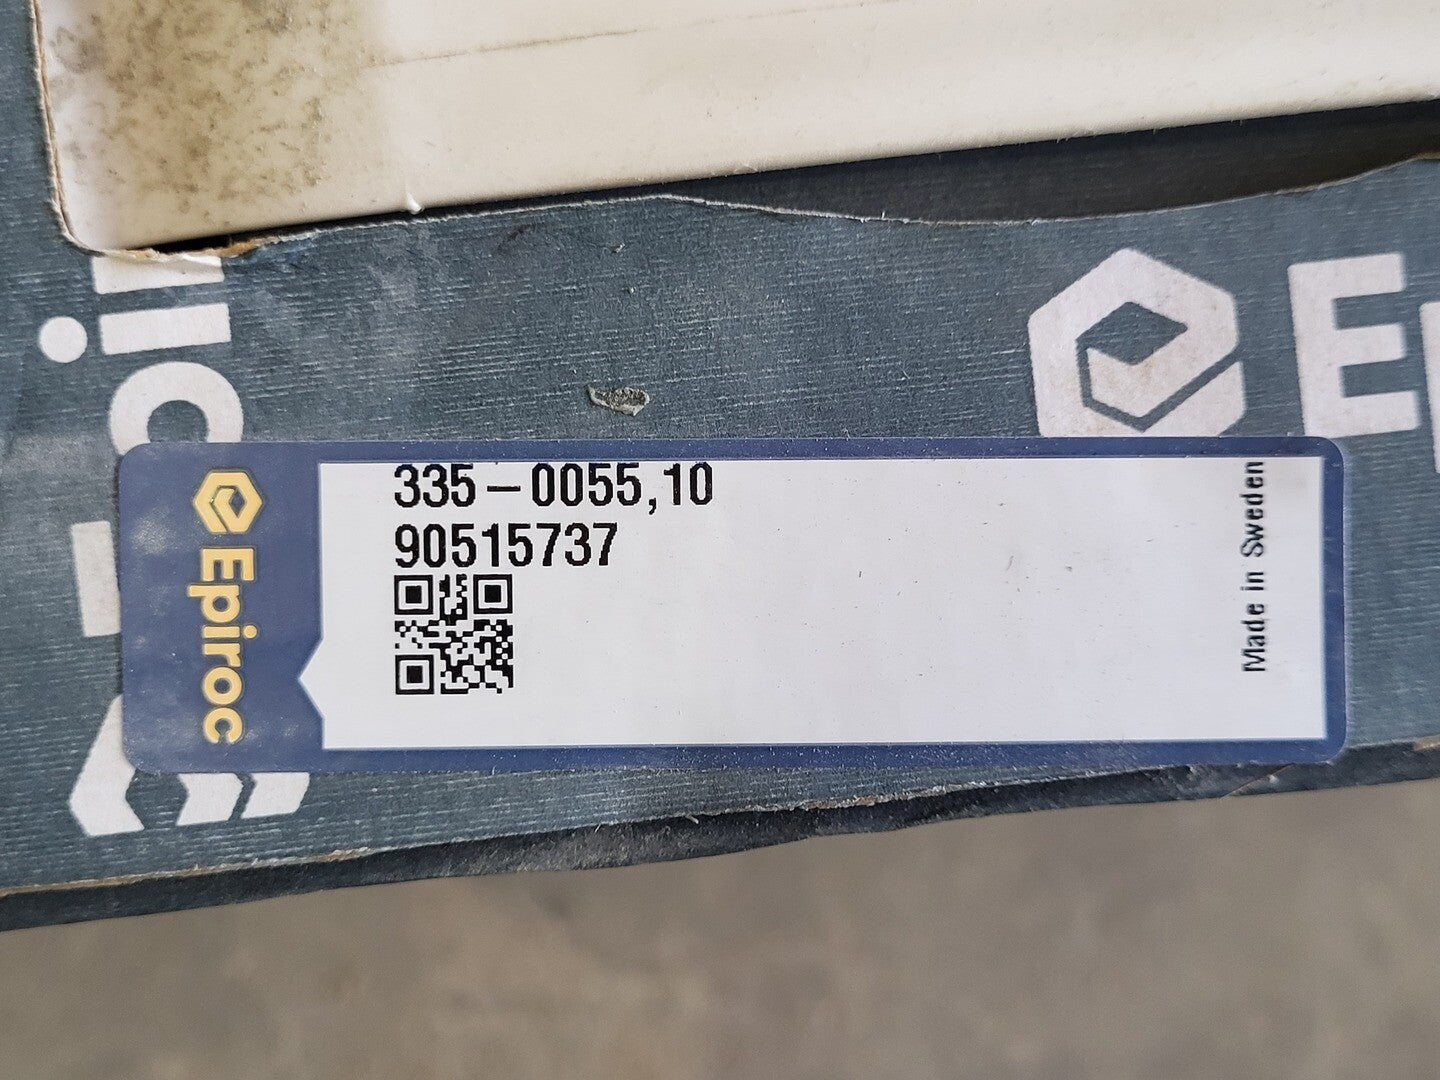 Epiroc
335-0055,10
90515737
Made in Sweden